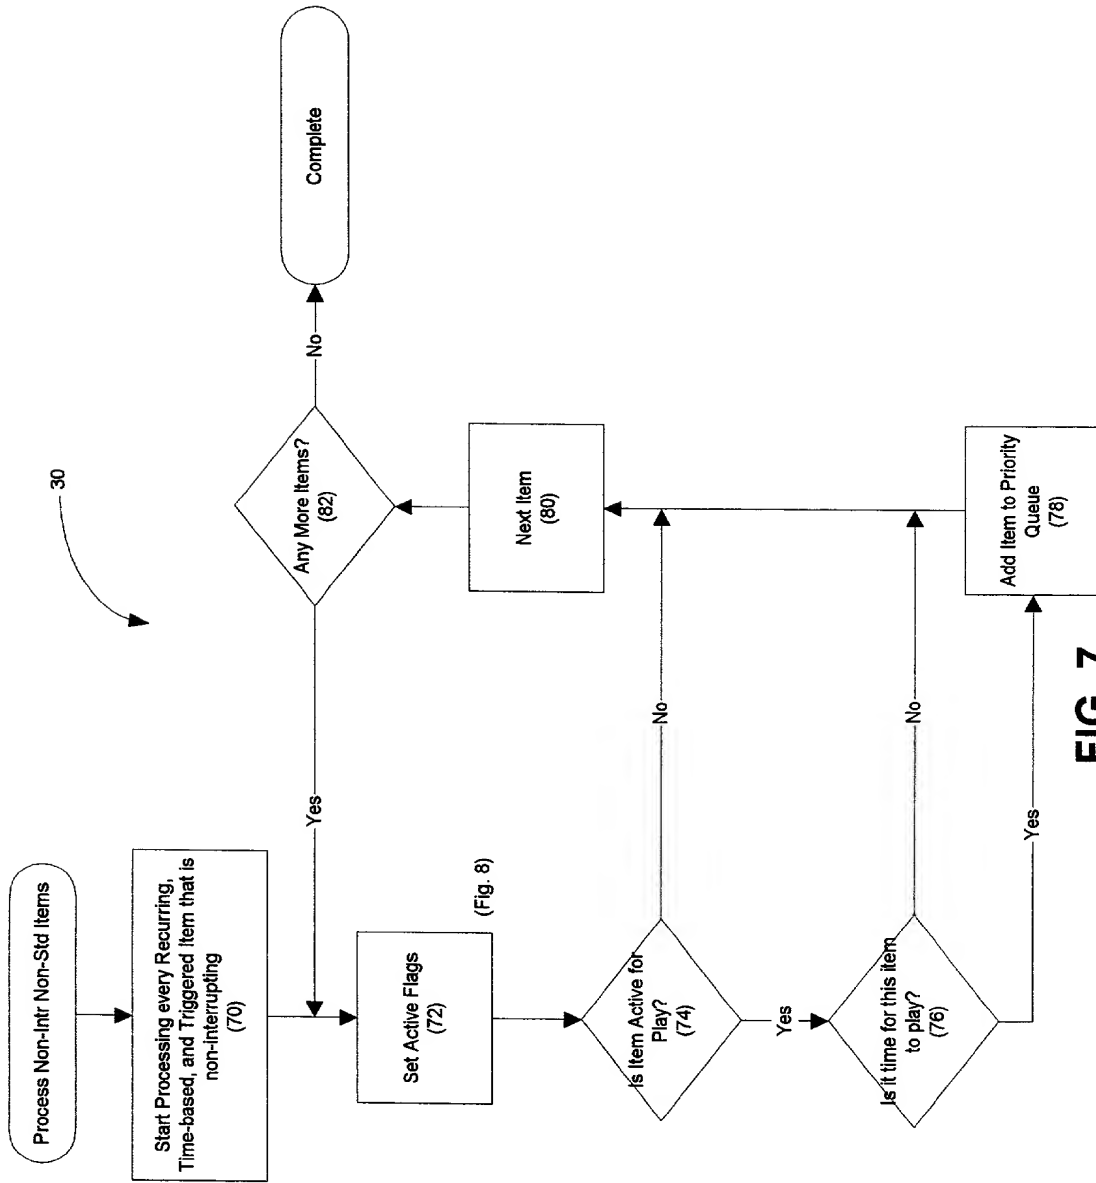 Process Non-Intr Non-Std Items
Start Processing every Recurring,
Time-based, and Triggered Item that is
non-interrupting
(70)
Set Active Flags
(72)
(Fig. 8)
Is Item Active for
Play?
(74)
Yes
No
Is it time for this item
to play?
(76)
Yes
No
Add Item to Priority
Queue
(78)
Next Item
(80)
Any More Items?
(82)
Yes
No
Complete
30
FIG. 7